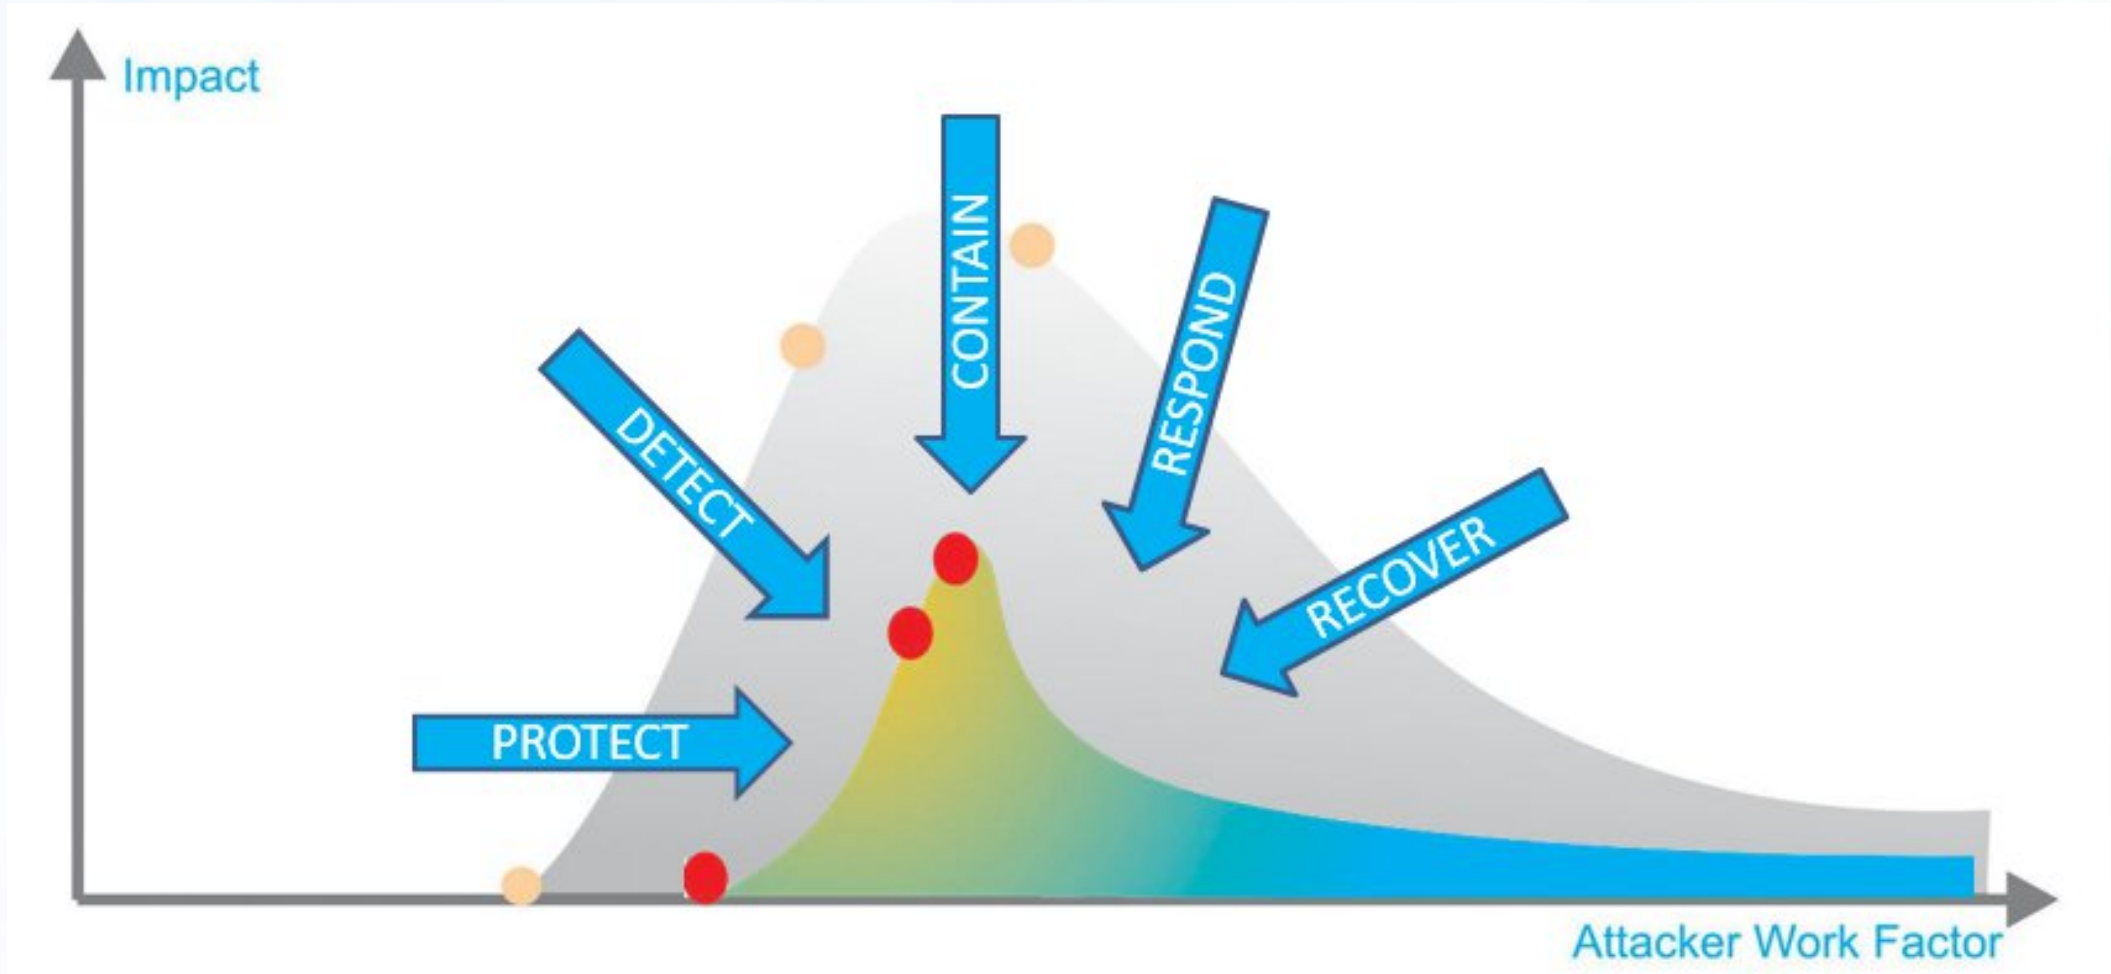 Impact
CONTAIN
RESPOND
DETECT
RECOVER
PROTECT
Attacker Work Factor